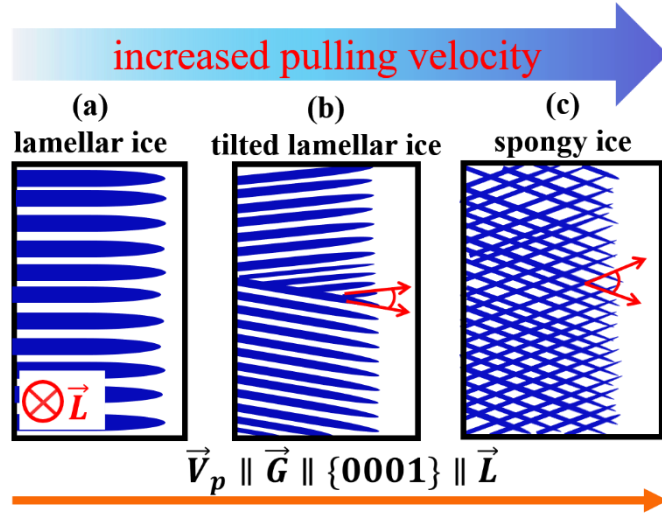 increased pulling velocity
(a) (b) (c)
lamellar ice tilted lamellar ice spongy ice
⊗ L⃗
V⃗ₚ ∥ G⃗ ∥ {0001} ∥ L⃗